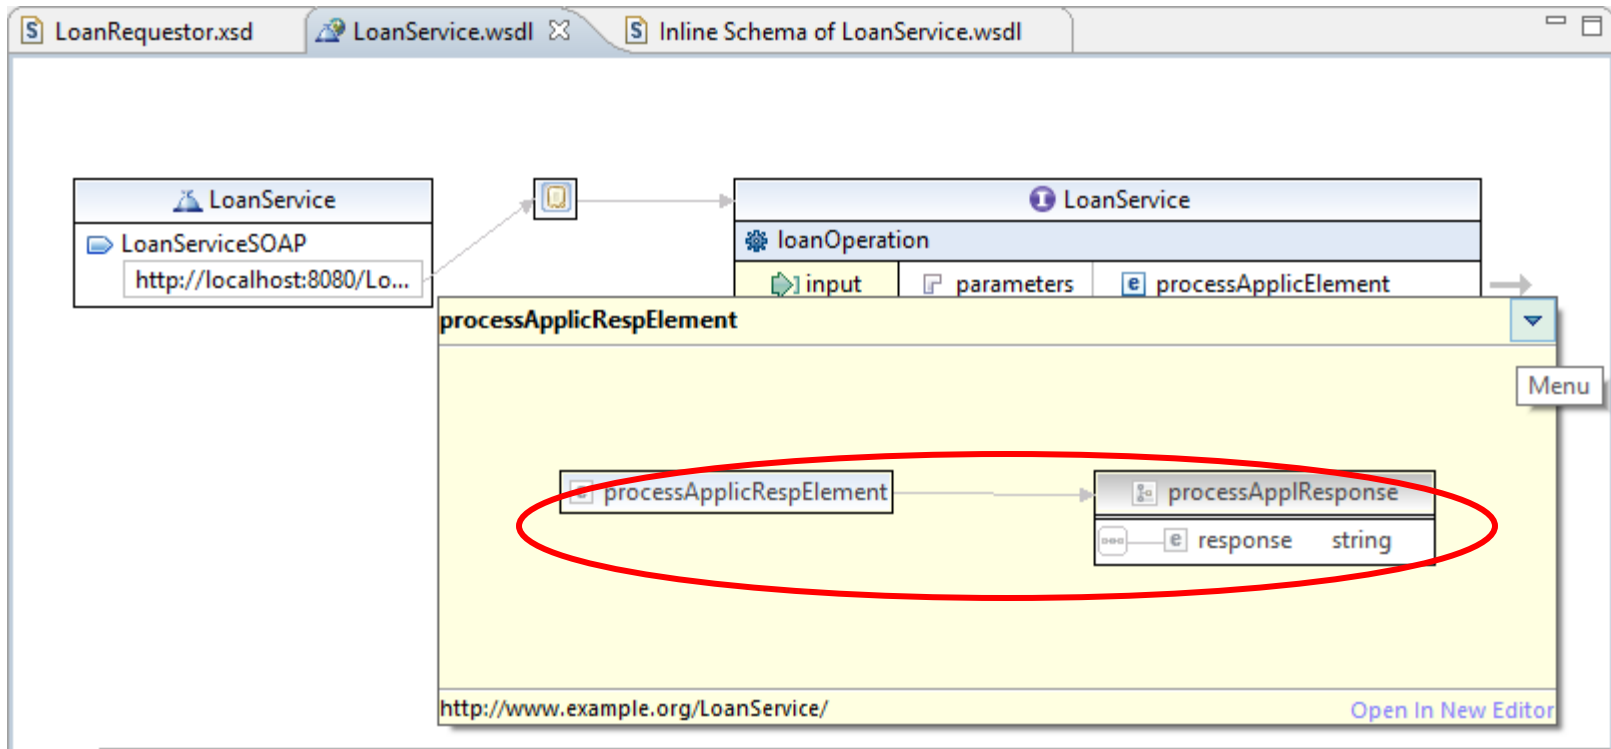 LoanRequestor.xsd
LoanService.wsdl
Inline Schema of LoanService.wsdl
LoanService
LoanServiceSOAP
http://localhost:8080/Lo...
LoanService
loanOperation
input parameters processApplicElement
processApplicRespElement
Menu
processApplicRespElement
processApplResponse
response string
http://www.example.org/LoanService/
Open In New Editor